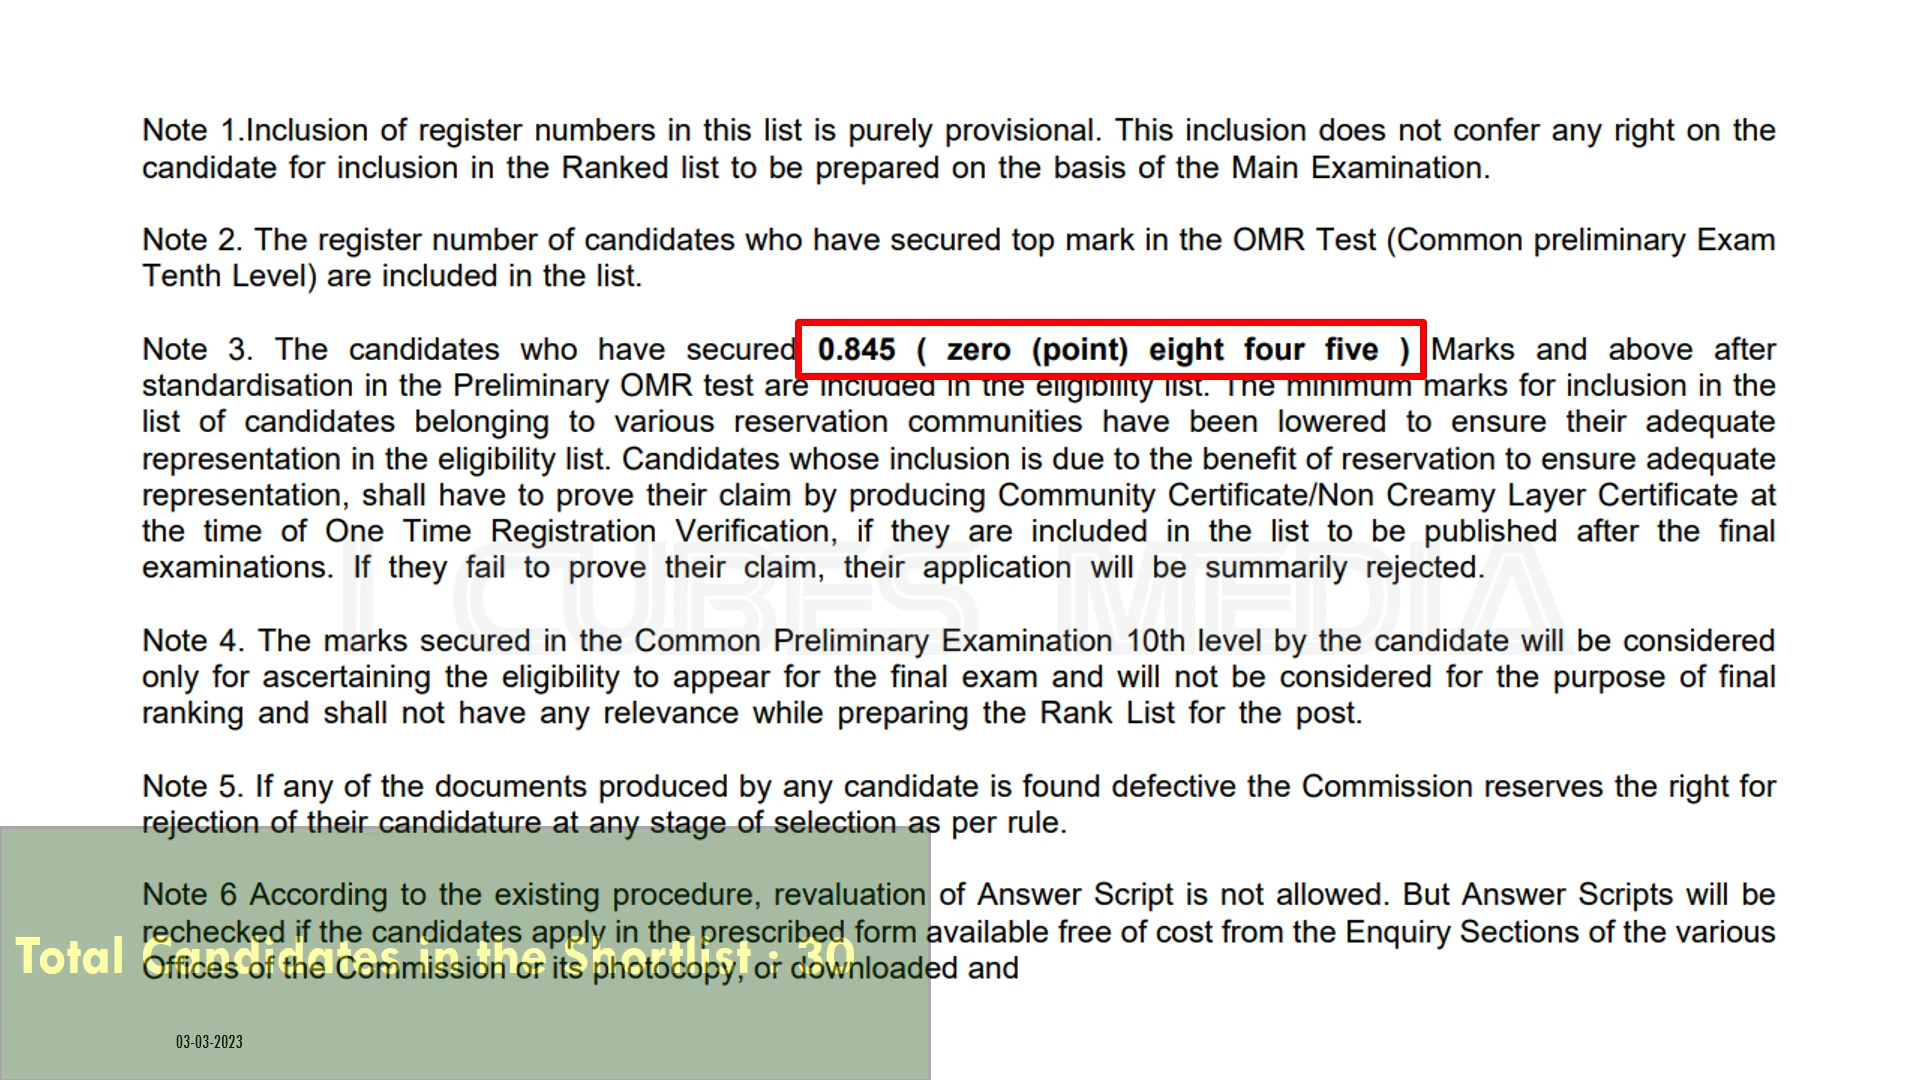 Note 1.Inclusion of register numbers in this list is purely provisional. This inclusion does not confer any right on the
candidate for inclusion in the Ranked list to be prepared on the basis of the Main Examination.
Note 2. The register number of candidates who have secured top mark in the OMR Test (Common preliminary Exam
Tenth Level) are included in the list.
Note 3. The candidates who have secured 0.845 ( zero (point) eight four five ) Marks and above after
standardisation in the Preliminary OMR test are included in the eligibility list. The minimum marks for inclusion in the
list of candidates belonging to various reservation communities have been lowered to ensure their adequate
representation in the eligibility list. Candidates whose inclusion is due to the benefit of reservation to ensure adequate
representation, shall have to prove their claim by producing Community Certificate/Non Creamy Layer Certificate at
the time of One Time Registration Verification, if they are included in the list to be published after the final
examinations. If they fail to prove their claim, their application will be summarily rejected.
I CUBES MEDIA
Note 4. The marks secured in the Common Preliminary Examination 10th level by the candidate will be considered
only for ascertaining the eligibility to appear for the final exam and will not be considered for the purpose of final
ranking and shall not have any relevance while preparing the Rank List for the post.
Note 5. If any of the documents produced by any candidate is found defective the Commission reserves the right for
rejection of their candidature at any stage of selection as per rule.
Note 6 According to the existing procedure, revaluation of Answer Script is not allowed. But Answer Scripts will be
rechecked if the candidates apply in the prescribed form available free of cost from the Enquiry Sections of the various
Total Candidates in the Shortlist : 30
Offices of the Commission or its photocopy, or downloaded and
03-03-2023